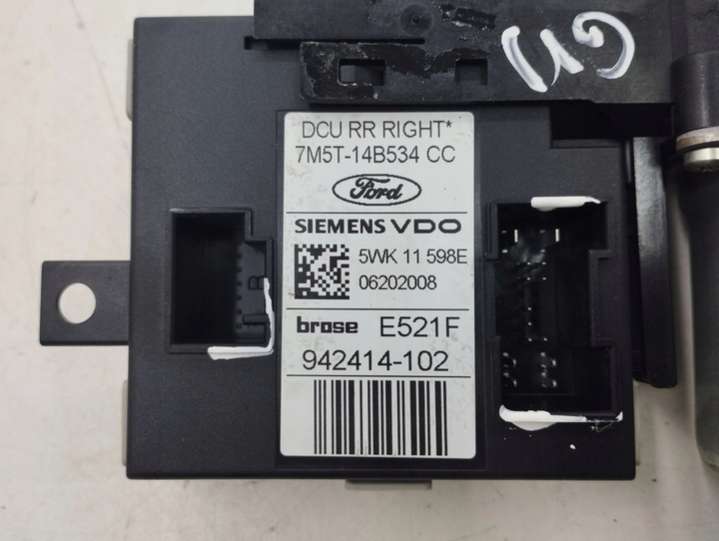 DCU RR RIGHT*
7M5T-14B534 CC
Ford
SIEMENS VDO
5WK 11 598E
06202008
brose E521F
942414-102